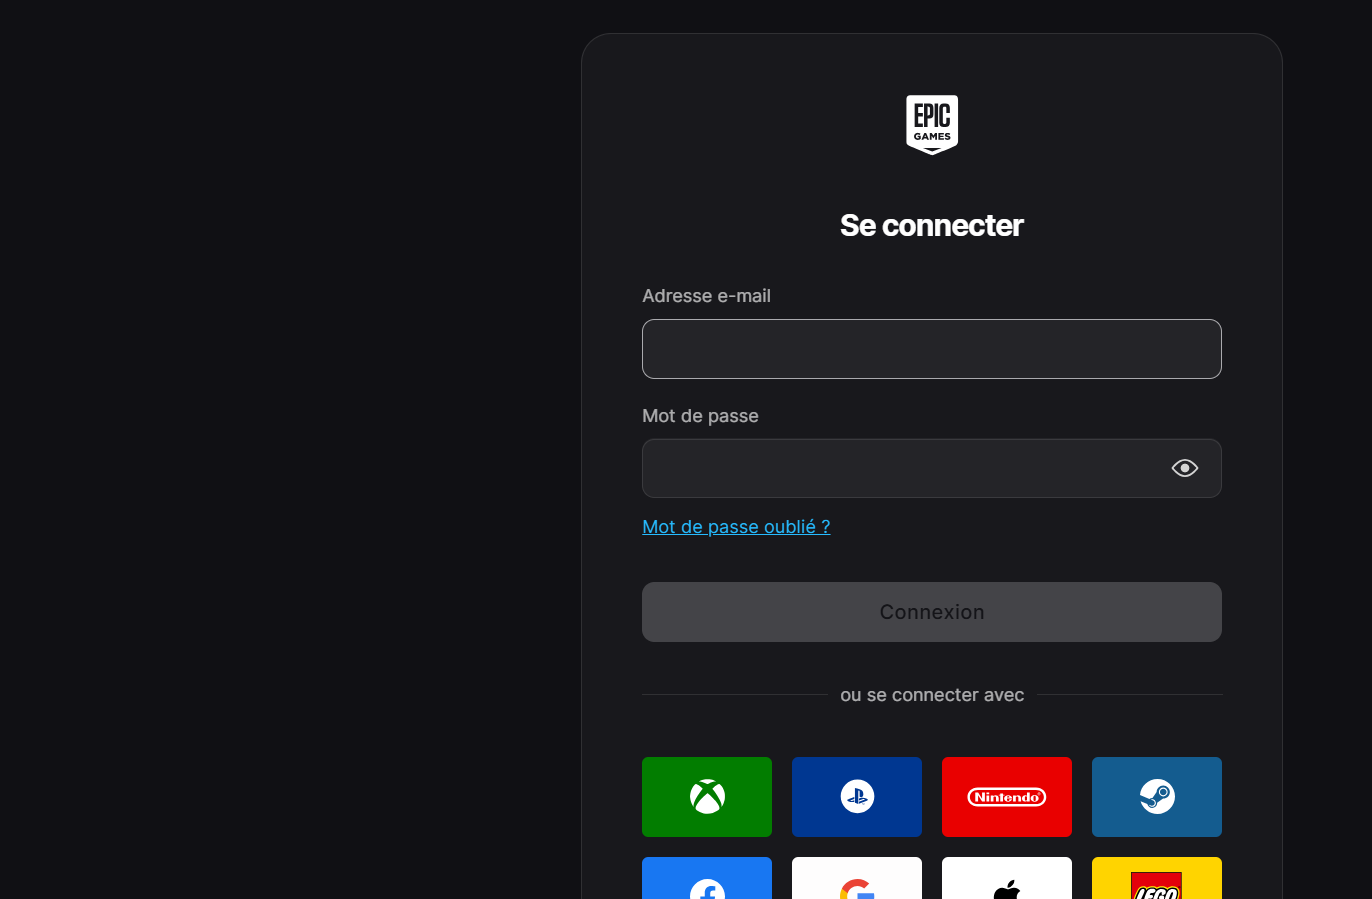 EPIC
GAMES
Se connecter
Adresse e-mail
Mot de passe
Mot de passe oublié ?
Connexion
ou se connecter avec
Nintendo
LEGO